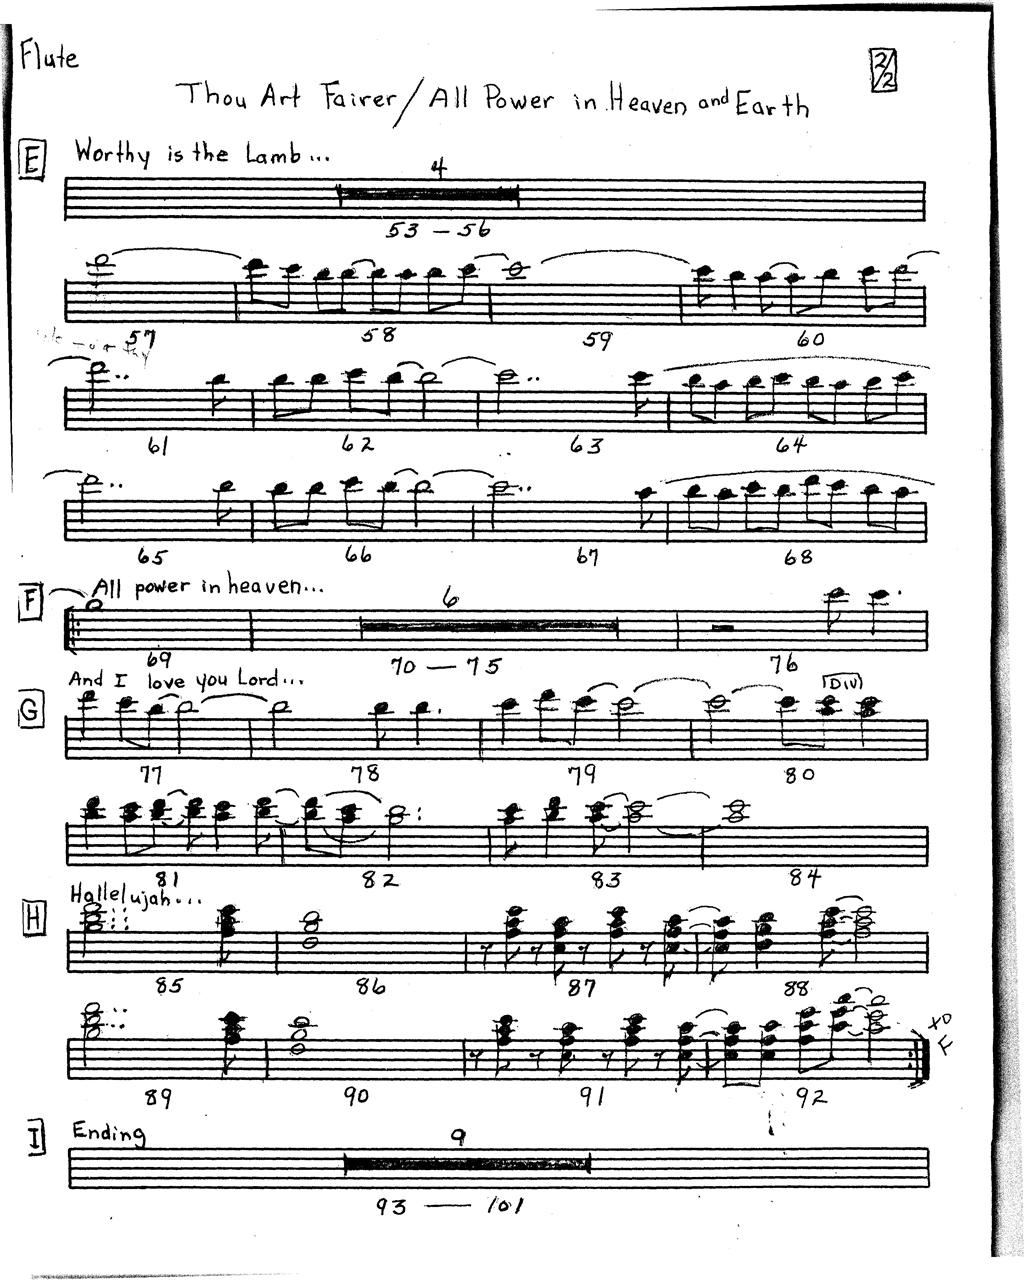 Flute
2/2
Thou Art Fairer / All Power in Heaven and Earth
E Worthy is the Lamb...
4
53 — 56
57 58 59 60
61 62 63 64
65 66 67 68
F All power in heaven...
6
69 70 — 75 76
And I love you Lord...
G (Div)
77 78 79 80
81 82 83 84
Hallelujah...
H
85 86 87 88
89 90 91 92
I Ending
9
93 — 101